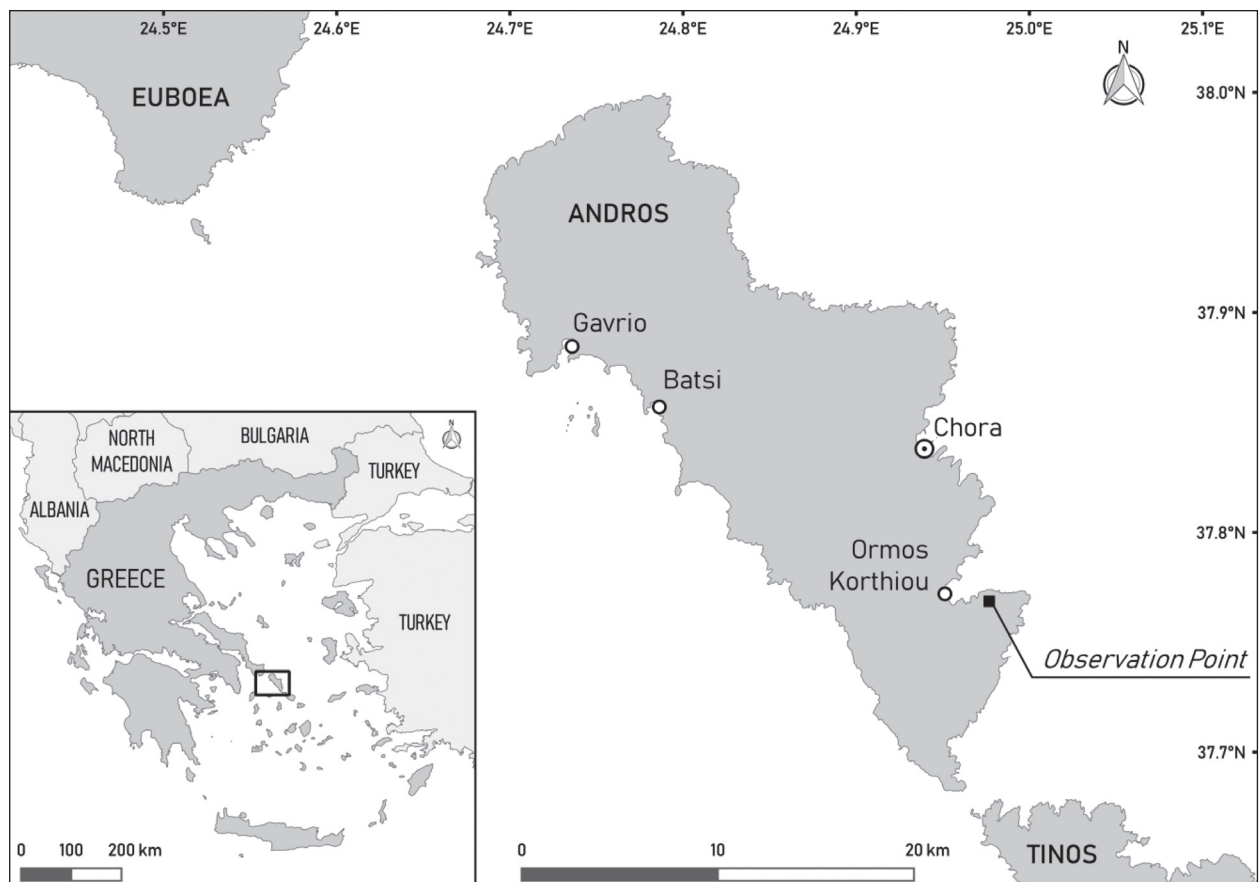 24.5°E
24.6°E
24.7°E
24.8°E
24.9°E
25.0°E
25.1°E
N
EUBOEA
38.0°N
ANDROS
37.9°N
Gavrio
Batsi
Chora
37.8°N
Ormos
Korthiou
Observation Point
37.7°N
TINOS
0
10
20 km
N
NORTH
MACEDONIA
BULGARIA
TURKEY
ALBANIA
GREECE
TURKEY
0
100
200 km